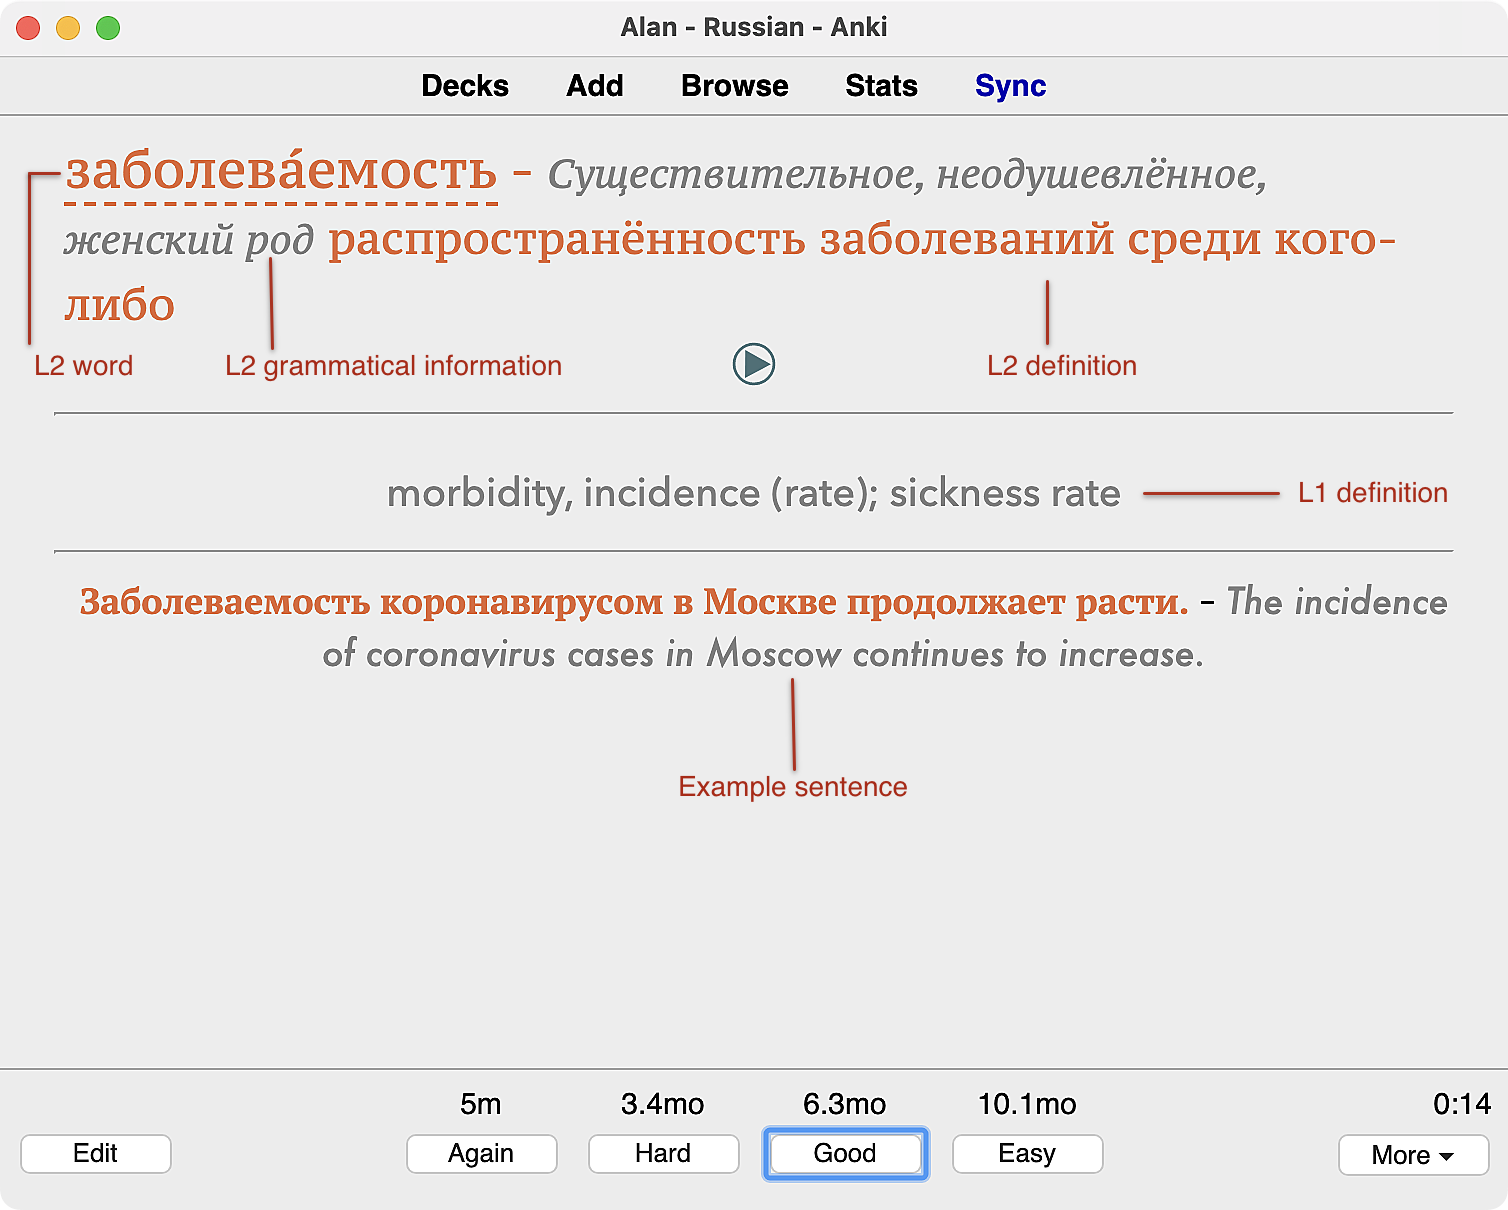 Alan - Russian - Anki
Decks Add Browse Stats Sync
заболева́емость - Существительное, неодушевлённое,
женский род распространённость заболеваний среди кого-
либо
L2 word L2 grammatical information L2 definition
morbidity, incidence (rate); sickness rate L1 definition
Заболеваемость коронавирусом в Москве продолжает расти. - The incidence
of coronavirus cases in Moscow continues to increase.
Example sentence
5m 3.4mo 6.3mo 10.1mo 0:14
Edit Again Hard Good Easy More